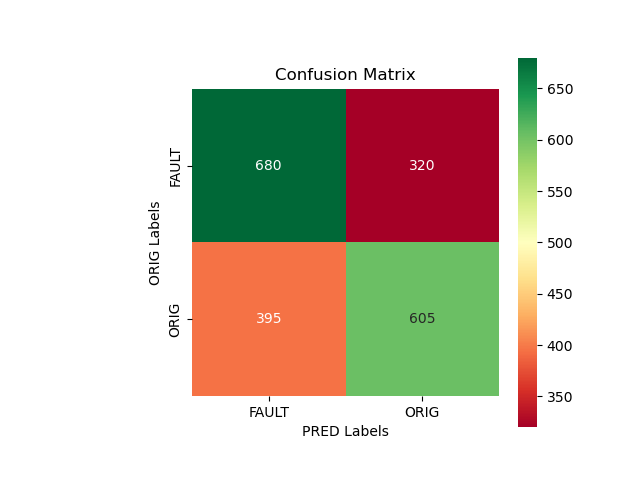 Confusion Matrix
ORIG Labels
FAULT
680
320
ORIG
395
605
FAULT
ORIG
PRED Labels
650
600
550
500
450
400
350